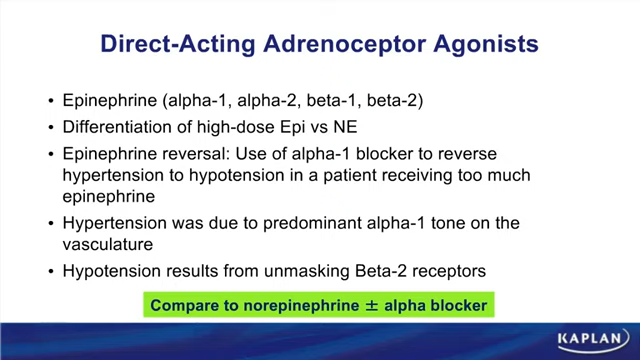 Direct-Acting Adrenoceptor Agonists
• Epinephrine (alpha-1, alpha-2, beta-1, beta-2)
• Differentiation of high-dose Epi vs NE
• Epinephrine reversal: Use of alpha-1 blocker to reverse
hypertension to hypotension in a patient receiving too much
epinephrine
• Hypertension was due to predominant alpha-1 tone on the
vasculature
• Hypotension results from unmasking Beta-2 receptors
Compare to norepinephrine ± alpha blocker
KAPLAN